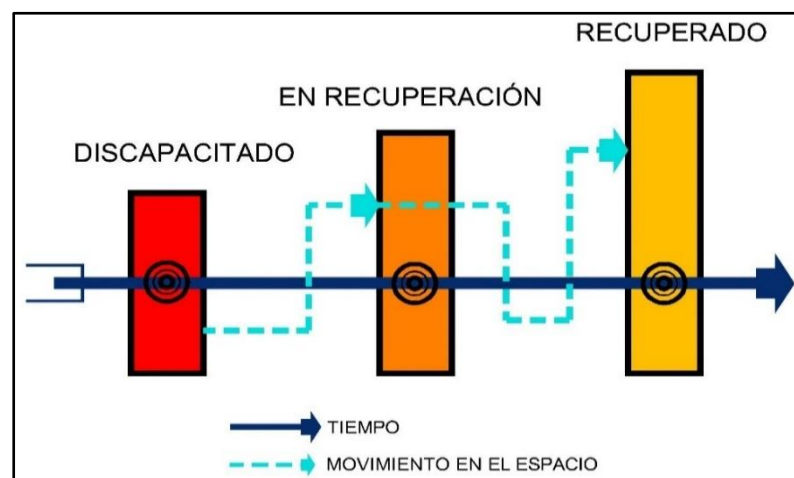 RECUPERADO
EN RECUPERACIÓN
DISCAPACITADO
TIEMPO
MOVIMIENTO EN EL ESPACIO